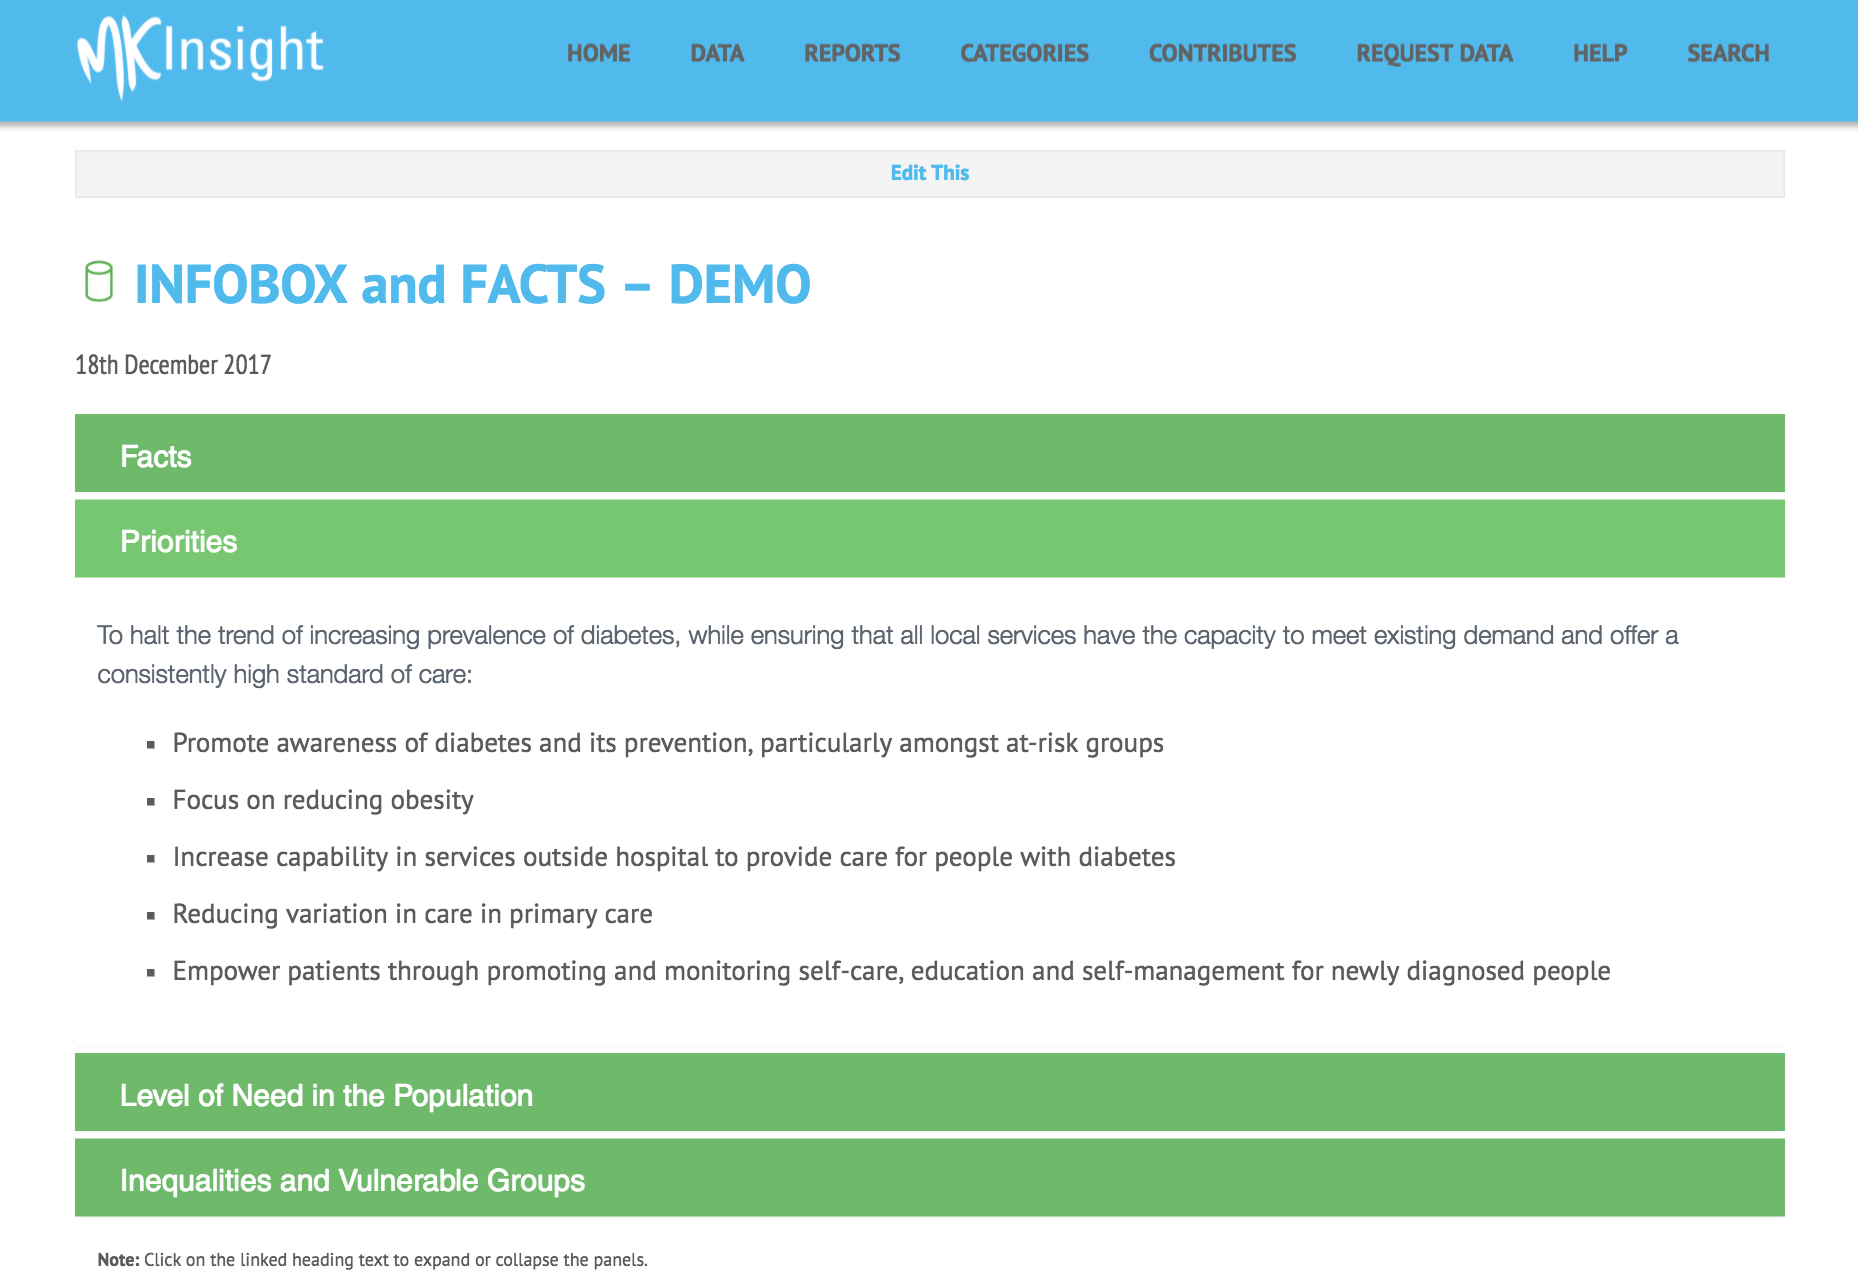 MKInsight
HOME DATA REPORTS CATEGORIES CONTRIBUTES REQUEST DATA HELP SEARCH
Edit This
INFOBOX and FACTS – DEMO
18th December 2017
Facts
Priorities
To halt the trend of increasing prevalence of diabetes, while ensuring that all local services have the capacity to meet existing demand and offer a
consistently high standard of care:
▪ Promote awareness of diabetes and its prevention, particularly amongst at-risk groups
▪ Focus on reducing obesity
▪ Increase capability in services outside hospital to provide care for people with diabetes
▪ Reducing variation in care in primary care
▪ Empower patients through promoting and monitoring self-care, education and self-management for newly diagnosed people
Level of Need in the Population
Inequalities and Vulnerable Groups
Note: Click on the linked heading text to expand or collapse the panels.